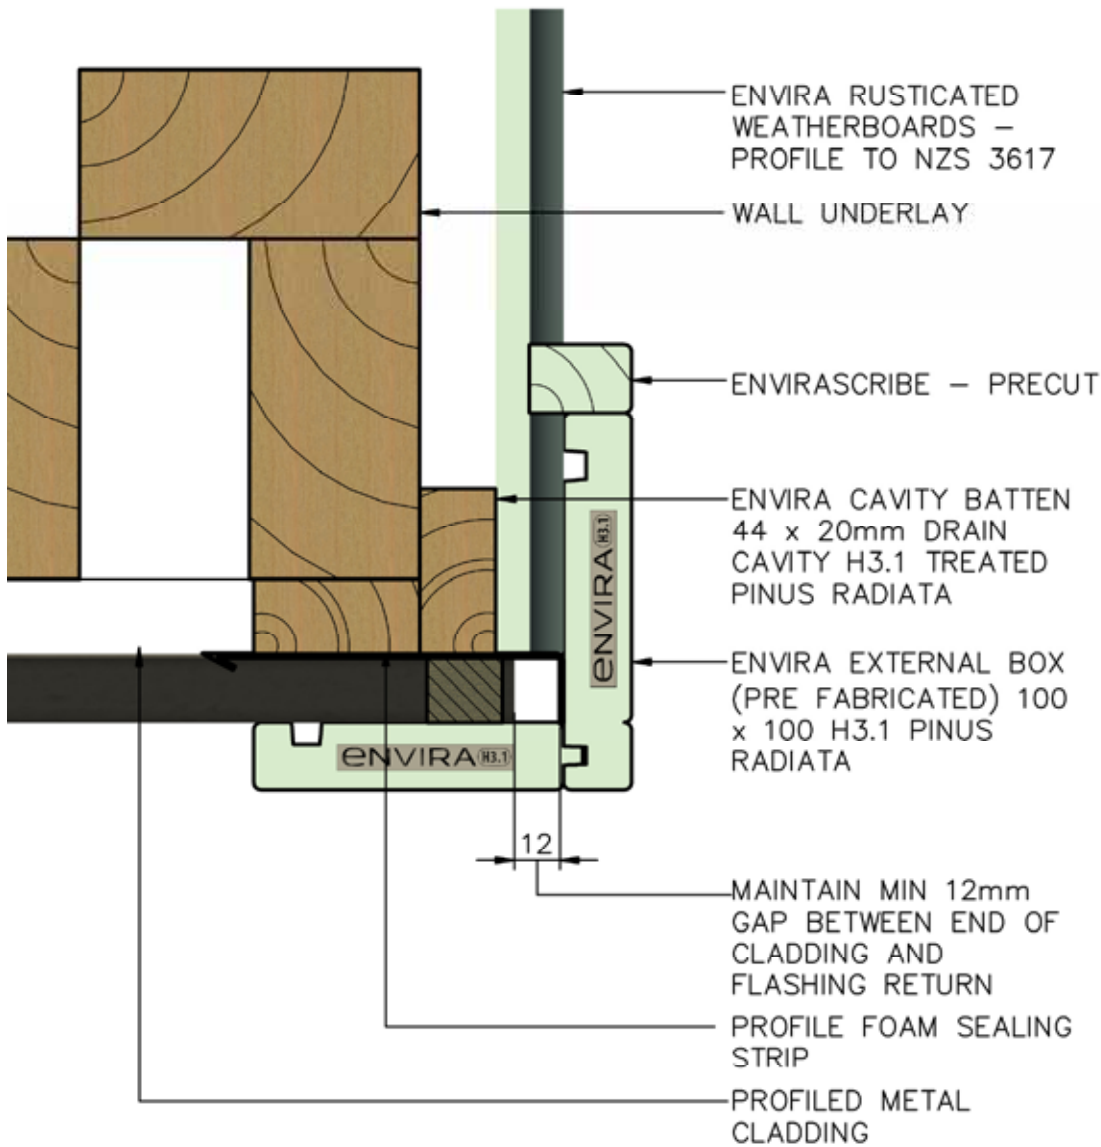 ENVIRA RUSTICATED
WEATHERBOARDS –
PROFILE TO NZS 3617
WALL UNDERLAY
ENVIRASCRIBE – PRECUT
ENVIRA CAVITY BATTEN
44 x 20mm DRAIN
CAVITY H3.1 TREATED
PINUS RADIATA
eNVIRA H3.1
ENVIRA EXTERNAL BOX
(PRE FABRICATED) 100
x 100 H3.1 PINUS
RADIATA
eNVIRA H3.1
12
MAINTAIN MIN 12mm
GAP BETWEEN END OF
CLADDING AND
FLASHING RETURN
PROFILE FOAM SEALING
STRIP
PROFILED METAL
CLADDING